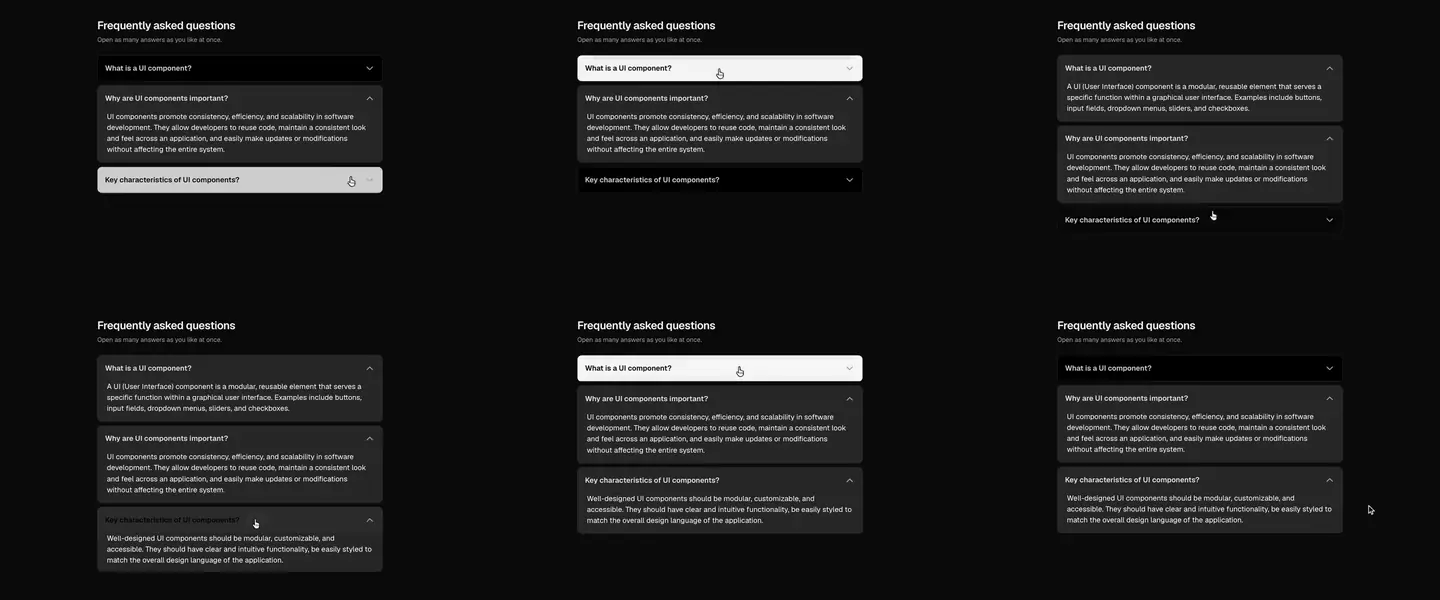 Frequently asked questions
Open as many answers as you like at once.
What is a UI component?
Why are UI components important?
UI components promote consistency, efficiency, and scalability in software
development. They allow developers to reuse code, maintain a consistent look
and feel across an application, and easily make updates or modifications
without affecting the entire system.
Key characteristics of UI components?
Frequently asked questions
Open as many answers as you like at once.
What is a UI component?
Why are UI components important?
UI components promote consistency, efficiency, and scalability in software
development. They allow developers to reuse code, maintain a consistent look
and feel across an application, and easily make updates or modifications
without affecting the entire system.
Key characteristics of UI components?
Frequently asked questions
Open as many answers as you like at once.
What is a UI component?
A UI (User Interface) component is a modular, reusable element that serves a
specific function within a graphical user interface. Examples include buttons,
input fields, dropdown menus, sliders, and checkboxes.
Why are UI components important?
UI components promote consistency, efficiency, and scalability in software
development. They allow developers to reuse code, maintain a consistent look
and feel across an application, and easily make updates or modifications
without affecting the entire system.
Key characteristics of UI components?
Frequently asked questions
Open as many answers as you like at once.
What is a UI component?
A UI (User Interface) component is a modular, reusable element that serves a
specific function within a graphical user interface. Examples include buttons,
input fields, dropdown menus, sliders, and checkboxes.
Why are UI components important?
UI components promote consistency, efficiency, and scalability in software
development. They allow developers to reuse code, maintain a consistent look
and feel across an application, and easily make updates or modifications
without affecting the entire system.
Key characteristics of UI components?
Well-designed UI components should be modular, customizable, and
accessible. They should have clear and intuitive functionality, be easily styled to
match the overall design language of the application.
Frequently asked questions
Open as many answers as you like at once.
What is a UI component?
Why are UI components important?
UI components promote consistency, efficiency, and scalability in software
development. They allow developers to reuse code, maintain a consistent look
and feel across an application, and easily make updates or modifications
without affecting the entire system.
Key characteristics of UI components?
Well-designed UI components should be modular, customizable, and
accessible. They should have clear and intuitive functionality, be easily styled to
match the overall design language of the application.
Frequently asked questions
Open as many answers as you like at once.
What is a UI component?
Why are UI components important?
UI components promote consistency, efficiency, and scalability in software
development. They allow developers to reuse code, maintain a consistent look
and feel across an application, and easily make updates or modifications
without affecting the entire system.
Key characteristics of UI components?
Well-designed UI components should be modular, customizable, and
accessible. They should have clear and intuitive functionality, be easily styled to
match the overall design language of the application.